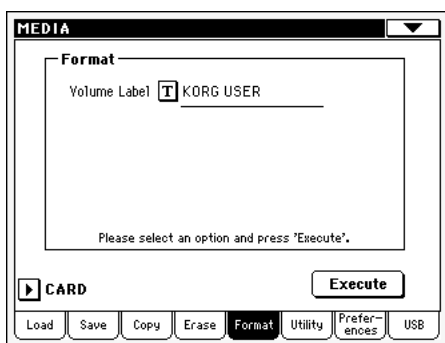 MEDIA
Format
Volume Label T KORG USER
Please select an option and press 'Execute'.
CARD
Execute
Load Save Copy Erase Format Utility Prefer-
ences USB